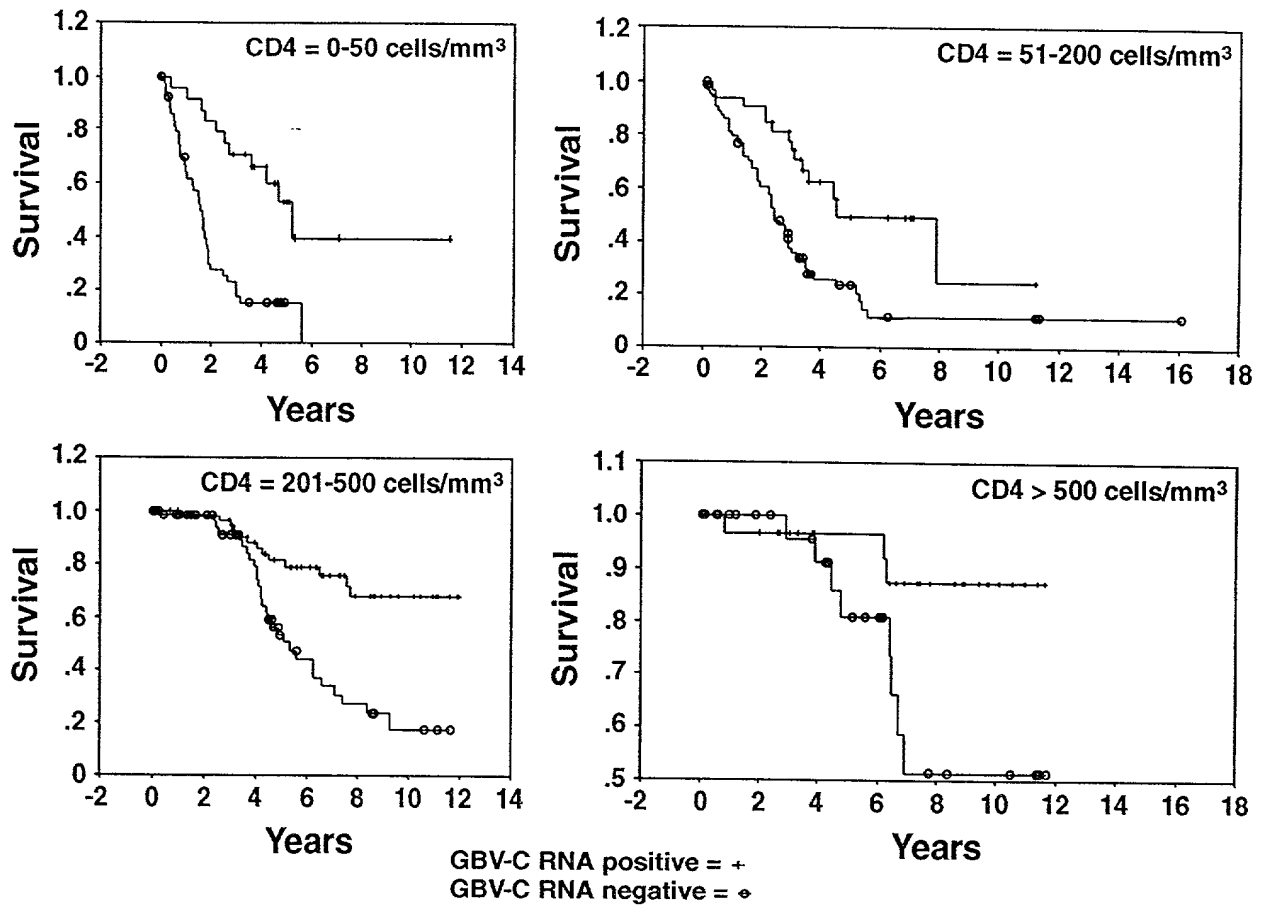 CD4 = 0-50 cells/mm³
1.2
1.0
.8
.6
.4
.2
0
Survival
-2 0 2 4 6 8 10 12 14
Years
CD4 = 51-200 cells/mm³
1.2
1.0
.8
.6
.4
.2
0
Survival
-2 0 2 4 6 8 10 12 14 16 18
Years
CD4 = 201-500 cells/mm³
1.2
1.0
.8
.6
.4
.2
0
Survival
-2 0 2 4 6 8 10 12 14
Years
CD4 > 500 cells/mm³
1.1
1.0
.9
.8
.7
.6
.5
Survival
-2 0 2 4 6 8 10 12 14 16 18
Years
GBV-C RNA positive = +
GBV-C RNA negative = ⊖